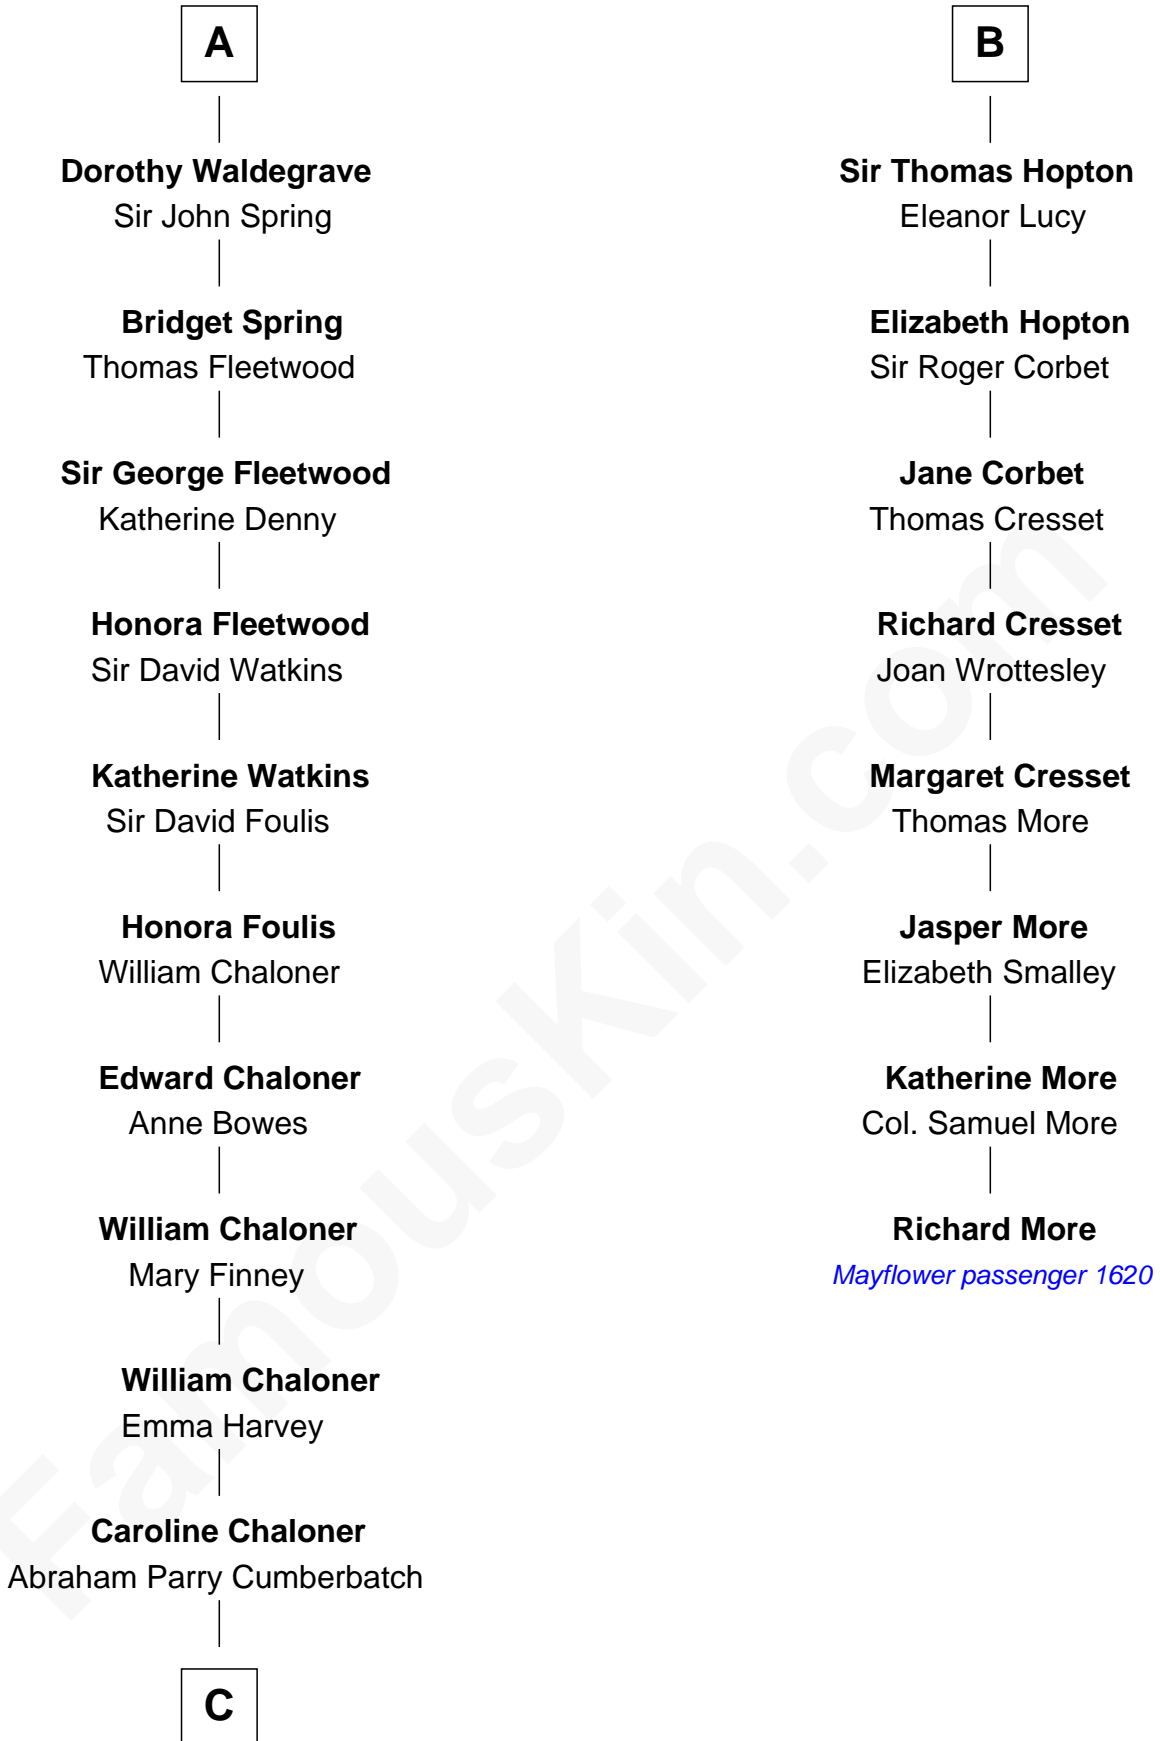 A
Dorothy Waldegrave
Sir John Spring
Bridget Spring
Thomas Fleetwood
Sir George Fleetwood
Katherine Denny
Honora Fleetwood
Sir David Watkins
Katherine Watkins
Sir David Foulis
Honora Foulis
William Chaloner
Edward Chaloner
Anne Bowes
William Chaloner
Mary Finney
William Chaloner
Emma Harvey
Caroline Chaloner
Abraham Parry Cumberbatch
C
B
Sir Thomas Hopton
Eleanor Lucy
Elizabeth Hopton
Sir Roger Corbet
Jane Corbet
Thomas Cresset
Richard Cresset
Joan Wrottesley
Margaret Cresset
Thomas More
Jasper More
Elizabeth Smalley
Katherine More
Col. Samuel More
Richard More
Mayflower passenger 1620
FamousKin.com